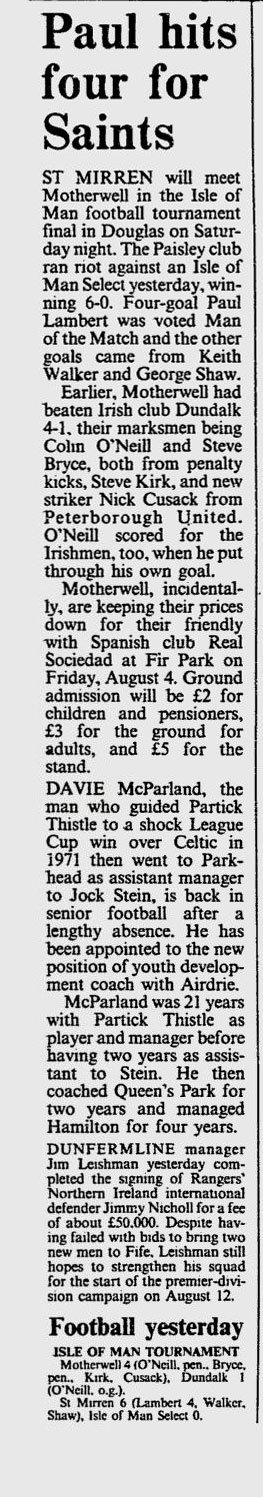 Paul hits
four for
Saints
ST MIRREN will meet
Motherwell in the Isle of
Man football tournament
final in Douglas on Satur-
day night. The Paisley club
ran riot against an Isle of
Man Select yesterday, win-
ning 6-0. Four-goal Paul
Lambert was voted Man
of the Match and the other
goals came from Keith
Walker and George Shaw.
Earlier, Motherwell had
beaten Irish club Dundalk
4-1, their marksmen being
Colin O'Neill and Steve
Bryce, both from penalty
kicks, Steve Kirk, and new
striker Nick Cusack from
Peterborough United.
O'Neill scored for the
Irishmen, too, when he put
through his own goal.
Motherwell, incidental-
ly, are keeping their prices
down for their friendly
with Spanish club Real
Sociedad at Fir Park on
Friday, August 4. Ground
admission will be £2 for
children and pensioners,
£3 for the ground for
adults, and £5 for the
stand.
DAVIE McParland, the
man who guided Partick
Thistle to a shock League
Cup win over Celtic in
1971 then went to Park-
head as assistant manager
to Jock Stein, is back in
senior football after a
lengthy absence. He has
been appointed to the new
position of youth develop-
ment coach with Airdrie.
McParland was 21 years
with Partick Thistle as
player and manager before
having two years as assis-
tant to Stein. He then
coached Queen's Park for
two years and managed
Hamilton for four years.
DUNFERMLINE manager
Jim Leishman yesterday com-
pleted the signing of Rangers'
Northern Ireland international
defender Jimmy Nicholl for a fee
of about £50,000. Despite hav-
ing failed with bids to bring two
new men to Fife, Leishman still
hopes to strengthen his squad
for the start of the premier-divi-
sion campaign on August 12.
Football yesterday
ISLE OF MAN TOURNAMENT
Motherwell 4 (O'Neill, pen., Bryce,
pen., Kirk, Cusack), Dundalk 1
(O'Neill, o.g.).
St Mirren 6 (Lambert 4, Walker,
Shaw), Isle of Man Select 0.